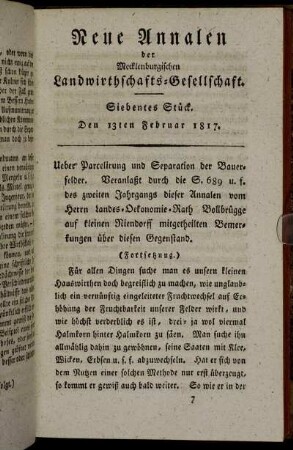 Neue Annalen
der
Mecklenburgischen
Landwirthschafts-Gesellschaft.
Siebentes Stück.
Den 13ten Februar 1817.
Ueber Parcelirung und Separation der Bauer-
felder. Veranlaßt durch die S. 689 u. f.
des zweiten Jahrgangs dieser Annalen vom
Herrn Landes-Oekonomie-Rath Bollbrügge
auf kleinen Niendorff mitgetheilten Bemer-
kungen über diesen Gegenstand.
(Fortsetzung.)
Für allen Dingen suche man es unsern kleinen
Hauswirthen doch begreiflich zu machen, wie unglaub-
lich ein vernünftig eingeleiteter Fruchtwechsel auf Er-
höhung der Fruchtbarkeit unserer Felder wirkt, und
wie höchst verderblich es ist, drei- ja wol viermal
Halmkorn hinter Halmkorn zu säen. Man suche ihn
allmählig dahin zu gewöhnen, seine Saaten mit Klee,
Wicken, Erbsen u. s. f. abzuwechseln. Hat er sich von
dem Nutzen einer solchen Methode nur erst überzeugt,
so kommt er gewiß auch bald weiter. So wie er in der
7